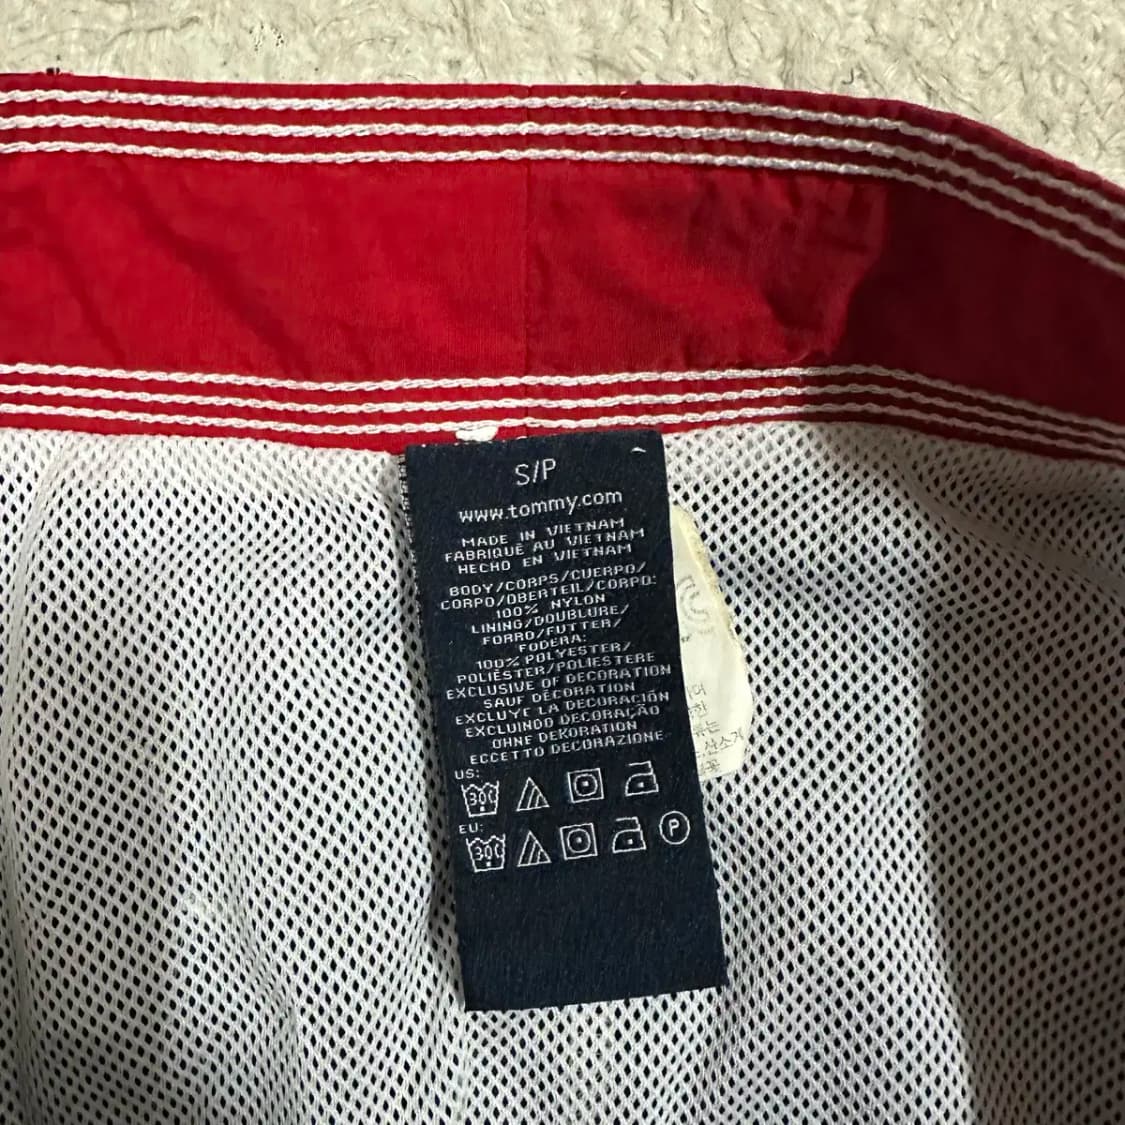 S/P
www.tommy.com
MADE IN VIETNAM
FABRIQUÉ AU VIETNAM
HECHO EN VIETNAM
BODY/CORPS/CUERPO/
CORPO/OBERTEIL/CORPO:
100% NYLON
LINING/DOUBLURE/
FORRO/FUTTER/
FODERA:
100% POLYESTER/
POLIÉSTER/POLIESTERE
EXCLUSIVE OF DECORATION
SAUF DÉCORATION
EXCLUYE LA DECORACIÓN
EXCLUINDO DECORAÇÃO
OHNE DEKORATION
ECCETTO DECORAZIONE
US:
30C
EU:
30C
P